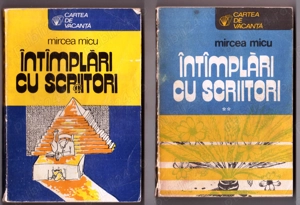 CARTEA
DE
VACANȚĂ
mircea micu
ÎNTÎMPLĂRI
CU SCRIITORI
CARTEA
DE
VACANȚĂ
mircea micu
ÎNTÎMPLĂRI
CU SCRIITORI
**